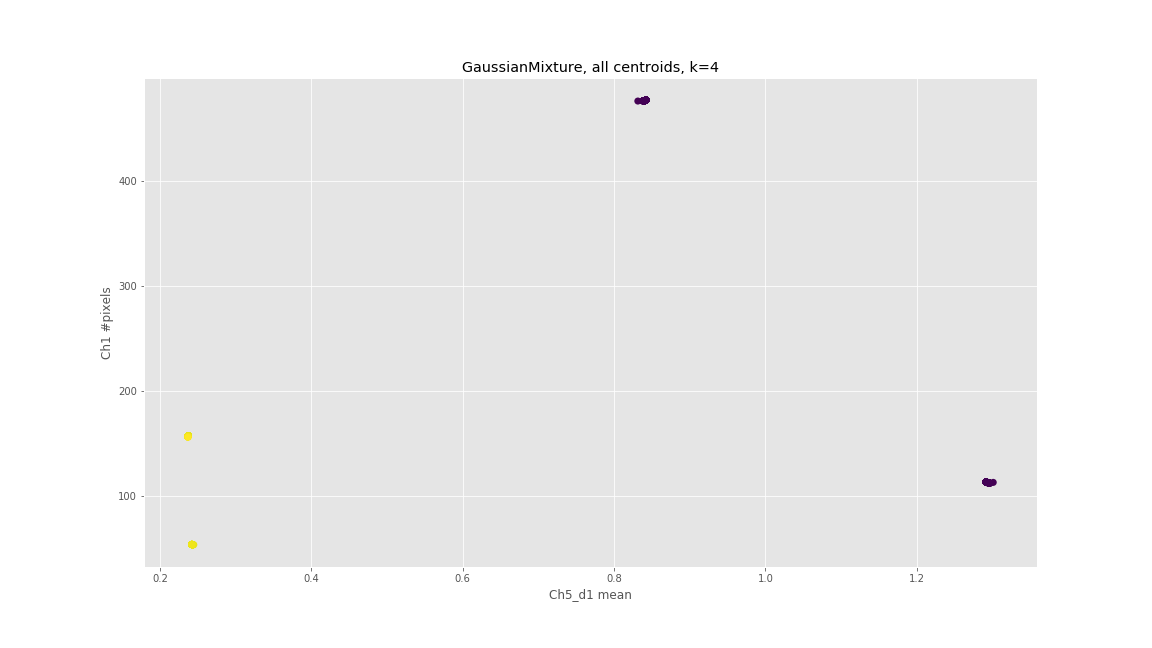 GaussianMixture, all centroids, k=4
Ch1 #pixels
400
300
200
100
0.2 0.4 0.6 0.8 1.0 1.2
Ch5_d1 mean